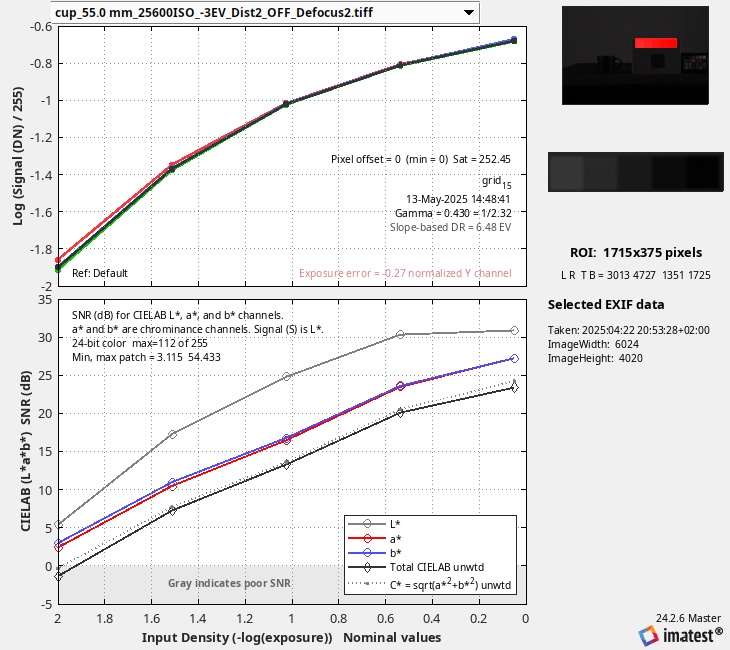 cup_55.0 mm_25600ISO_-3EV_Dist2_OFF_Defocus2.tiff
-0.6
-0.8
-1
-1.2
-1.4
-1.6
-1.8
-2
Log (Signal (DN) / 255)
Pixel offset = 0 (min = 0) Sat = 252.45
grid15
13-May-2025 14:48:41
Gamma = 0.430 = 1/2.32
Slope-based DR = 6.48 EV
Ref: Default
Exposure error = -0.27 normalized Y channel
35
30
25
20
15
10
5
0
-5
CIELAB (L*a*b*) SNR (dB)
SNR (dB) for CIELAB L*, a*, and b* channels.
a* and b* are chrominance channels. Signal (S) is L*.
24-bit color max=112 of 255
Min, max patch = 3.115 54.433
L*
a*
b*
Total CIELAB unwtd
C* = sqrt(a*2+b*2) unwtd
Gray indicates poor SNR
2 1.8 1.6 1.4 1.2 1 0.8 0.6 0.4 0.2 0
Input Density (-log(exposure)) Nominal values
ROI: 1715x375 pixels
L R T B = 3013 4727 1351 1725
Selected EXIF data
Taken: 2025:04:22 20:53:28+02:00
ImageWidth: 6024
ImageHeight: 4020
24.2.6 Master
imatest®